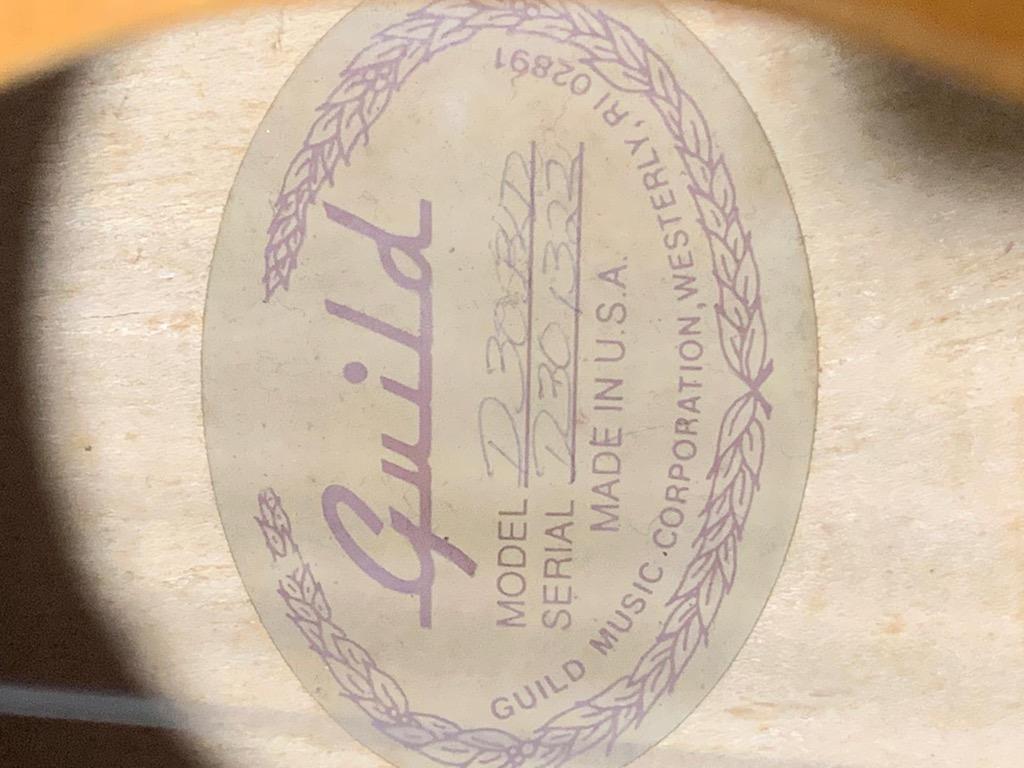 Guild
MODEL D30BLD
SERIAL D301322
MADE IN U.S.A.
GUILD MUSIC CORPORATION, WESTERLY, RI 02891